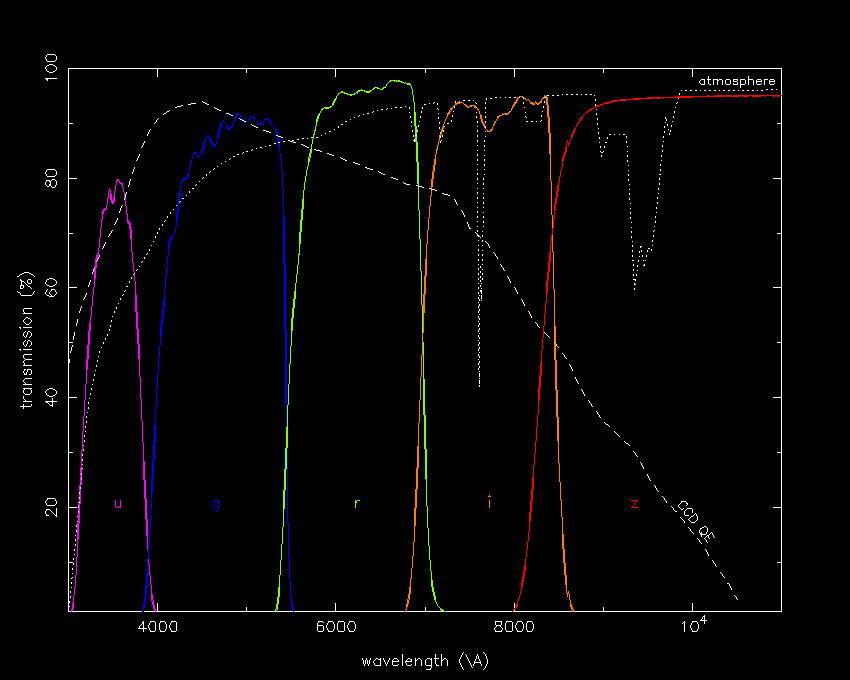 100
atmosphere
80
60
transmission (%)
40
20
u g r i z
CCD QE
4000 6000 8000 10⁴
wavelength (\A)